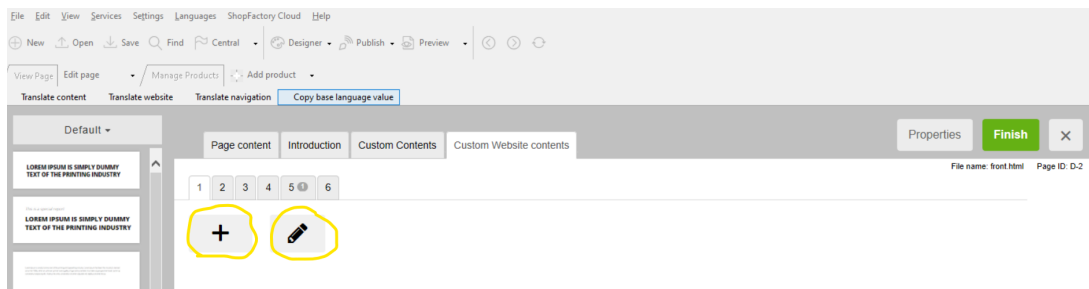 File Edit View Services Settings Languages ShopFactory Cloud Help
New Open Save Find Central Designer Publish Preview
View Page Edit page Manage Products Add product
Translate content Translate website Translate navigation Copy base language value
Default
Page content Introduction Custom Contents Custom Website contents
Properties Finish
File name: front.html Page ID: D-2
LOREM IPSUM IS SIMPLY DUMMY
TEXT OF THE PRINTING INDUSTRY
1 2 3 4 5 6
LOREM IPSUM IS SIMPLY DUMMY
TEXT OF THE PRINTING INDUSTRY